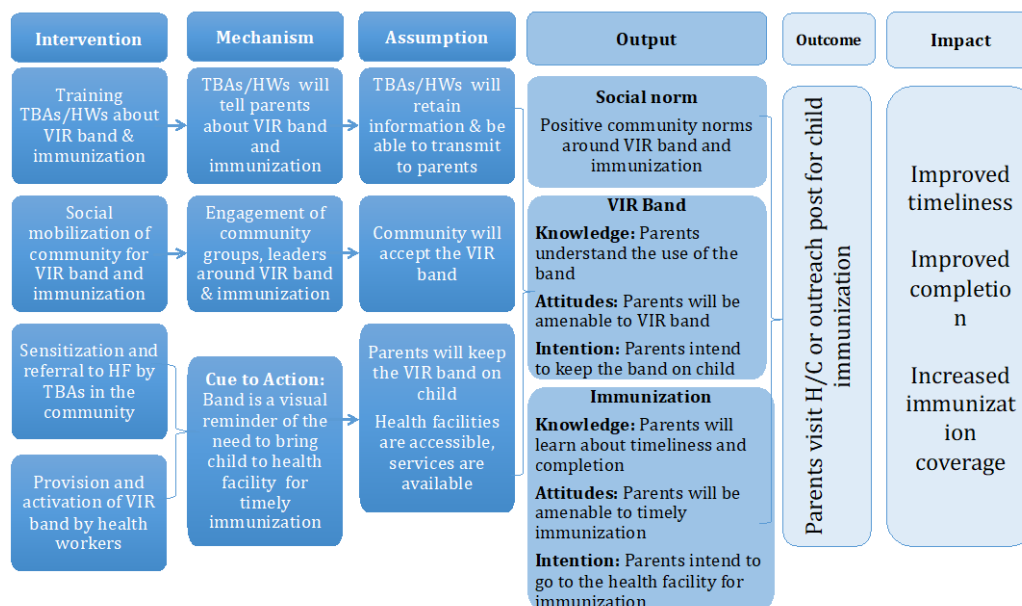 Intervention
Mechanism
Assumption
Output
Outcome
Impact
Training
TBAs/HWs about
VIR band &
immunization
TBAs/HWs will
tell parents
about VIR band
and
immunization
TBAs/HWs will
retain
information & be
able to transmit
to parents
Social norm
Positive community norms
around VIR band and
immunization
Social
mobilization of
community for
VIR band and
immunization
Engagement of
community
groups, leaders
around VIR band
& immunization
Community will
accept the VIR
band
VIR Band
Knowledge: Parents
understand the use of the
band
Attitudes: Parents will be
amenable to VIR band
Intention: Parents intend
to keep the band on child
Sensitization and
referral to HF by
TBAs in the
community
Provision and
activation of VIR
band by health
workers
Cue to Action:
Band is a visual
reminder of the
need to bring
child to health
facility for
timely
immunization
Parents will keep
the VIR band on
child
Health facilities
are accessible,
services are
available
Immunization
Knowledge: Parents will
learn about timeliness and
completion
Attitudes: Parents will be
amenable to timely
immunization
Intention: Parents intend to
go to the health facility for
immunization
Parents visit H/C or outreach post for child
immunization
Improved
timeliness
Improved
completio
n
Increased
immunizat
ion
coverage